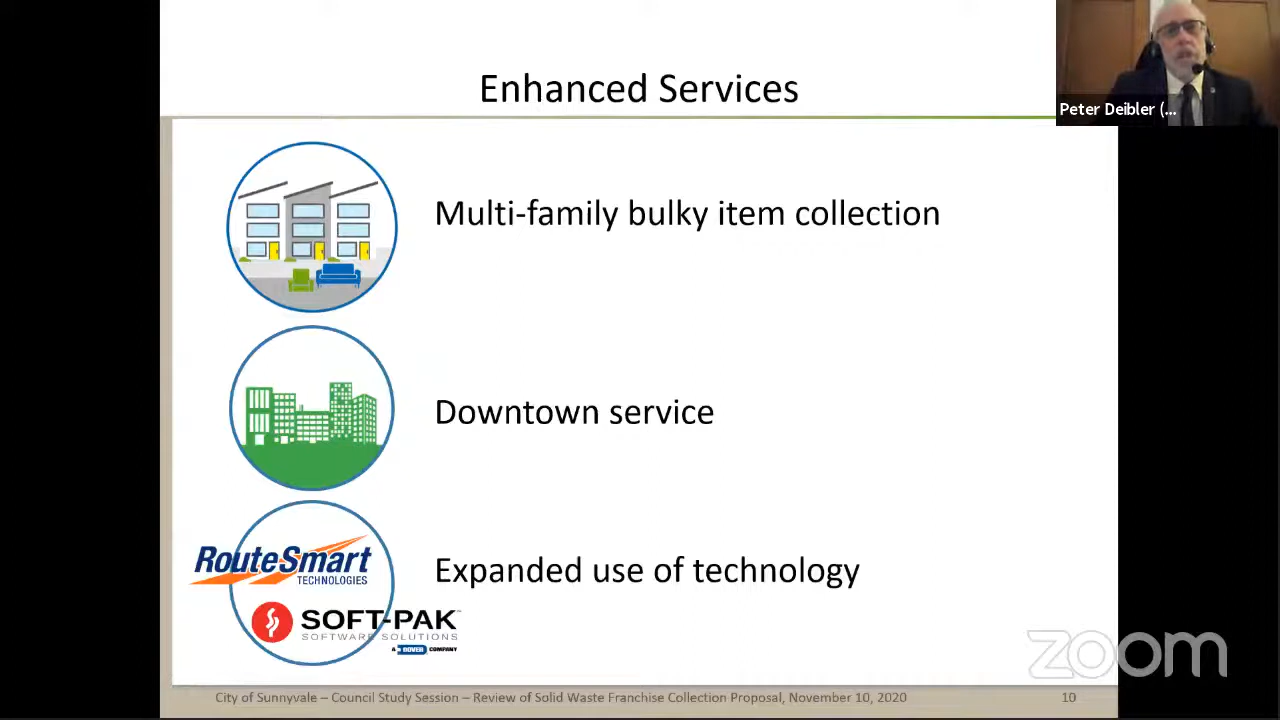 Enhanced Services
Peter Deibler (...
Multi-family bulky item collection
Downtown service
RouteSmart
TECHNOLOGIES
Expanded use of technology
SOFT-PAK™
SOFTWARE SOLUTIONS
A DOVER COMPANY
zoom
City of Sunnyvale – Council Study Session – Review of Solid Waste Franchise Collection Proposal, November 10, 2020
10